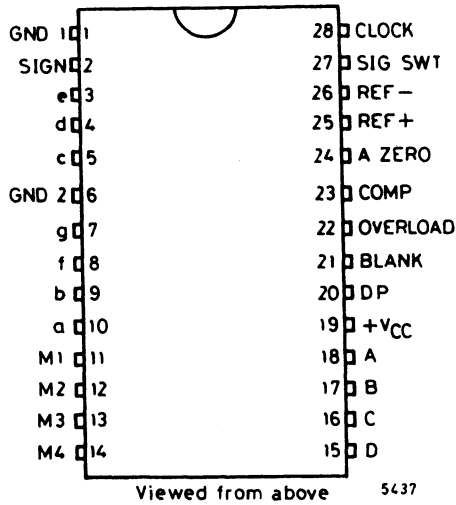 GND 1 1 28 CLOCK
SIGN 2 27 SIG SWT
e 3 26 REF-
d 4 25 REF+
c 5 24 A ZERO
GND 2 6 23 COMP
g 7 22 OVERLOAD
f 8 21 BLANK
b 9 20 DP
a 10 19 +VCC
M1 11 18 A
M2 12 17 B
M3 13 16 C
M4 14 15 D
Viewed from above 5437